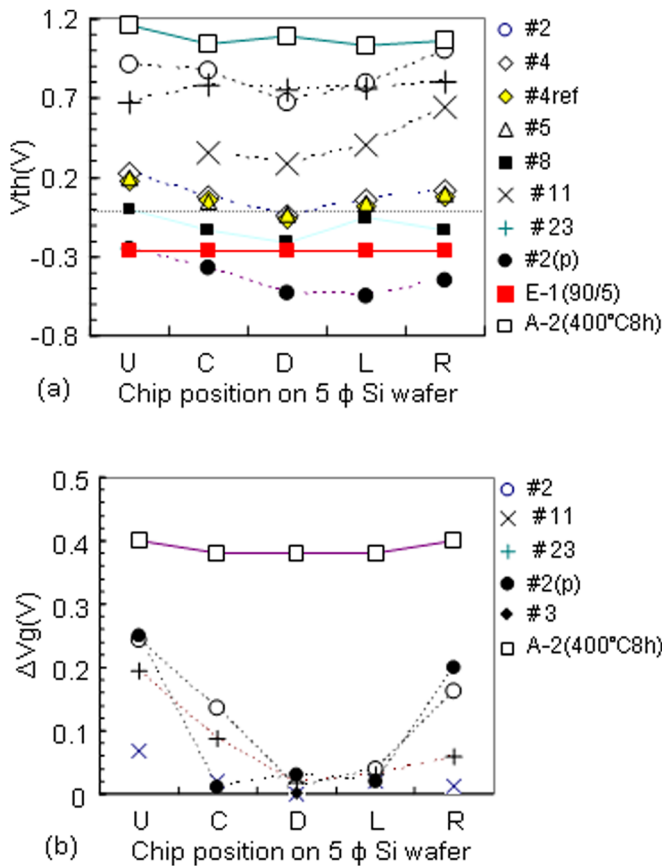 1.2
0.7
0.2
-0.3
-0.8
Vth(V)
U C D L R
(a) Chip position on 5 ϕ Si wafer
#2
#4
#4ref
#5
#8
#11
#23
#2(p)
E-1(90/5)
A-2(400°C8h)
0.5
0.4
0.3
0.2
0.1
0
ΔVg(V)
U C D L R
(b) Chip position on 5 ϕ Si wafer
#2
#11
#23
#2(p)
#3
A-2(400°C8h)